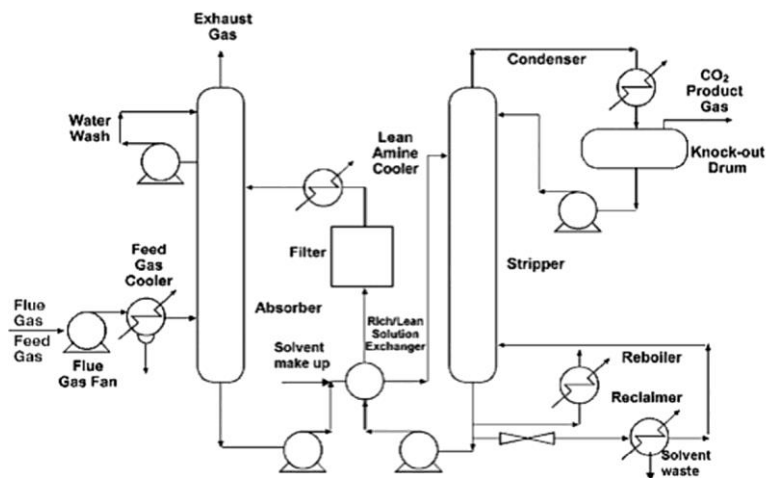 Exhaust
Gas
Water
Wash
Feed
Gas
Cooler
Flue
Gas
Feed
Gas
Flue
Gas Fan
Absorber
Lean
Amine
Cooler
Filter
Rich/Lean
Solution
Exchanger
Solvent
make up
Condenser
CO₂
Product
Gas
Knock-out
Drum
Stripper
Reboiler
Reclaimer
Solvent
waste